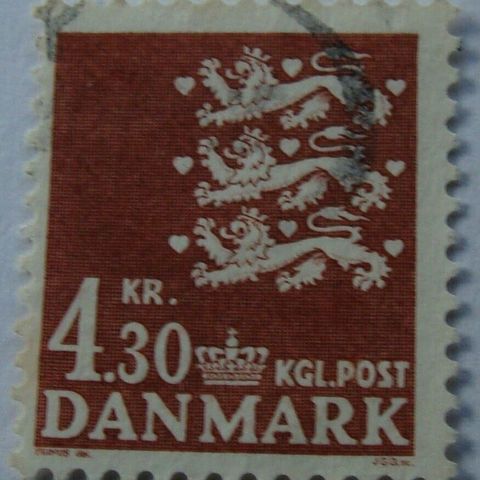 KR.
4.30 KGL.POST
DANMARK